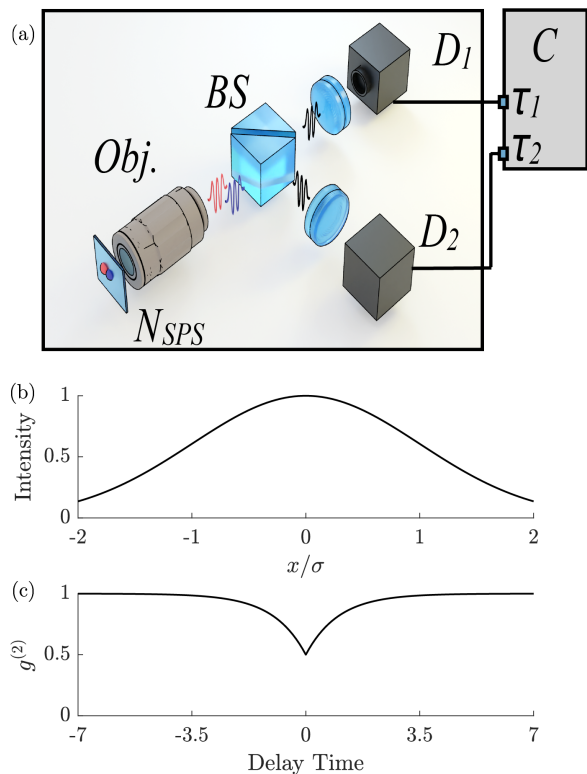 (a)
D₁
C
BS
τ₁
Obj.
τ₂
D₂
N_SPS
(b)
1
Intensity
0.5
0
-2
-1
0
1
2
x/σ
(c)
1
g⁽²⁾
0.5
0
-7
-3.5
0
3.5
7
Delay Time